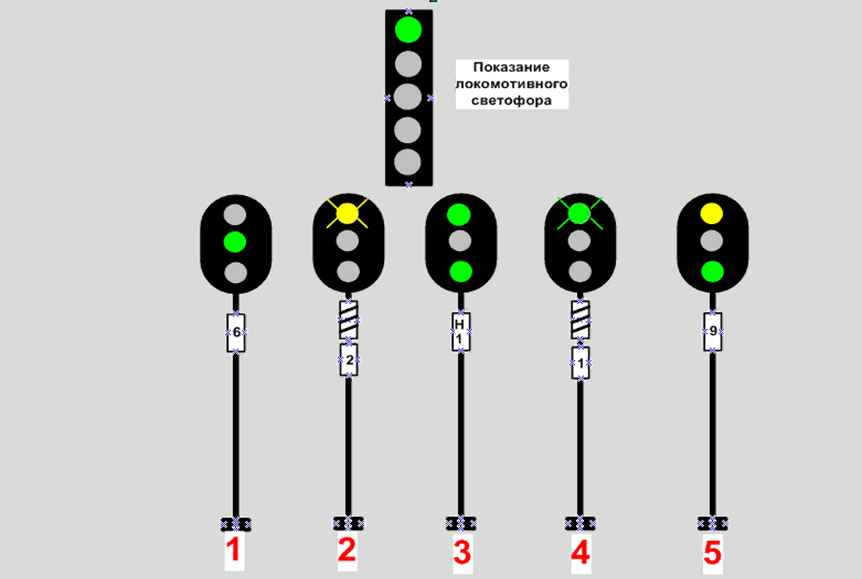 Показание
локомотивного
светофора
6
2
Н
1
1
9
1
2
3
4
5